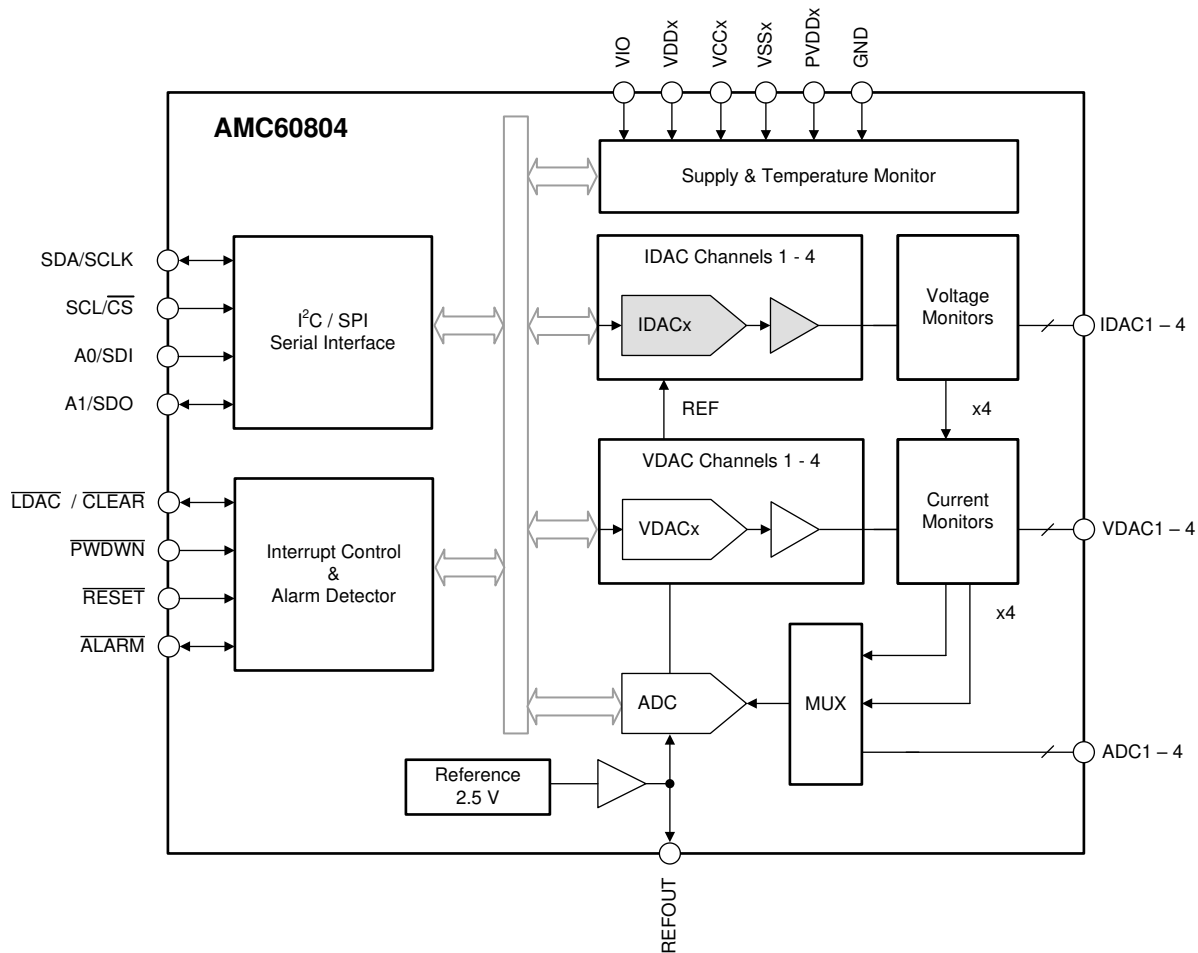 VIO
VDDx
VCCx
VSSx
PVDDx
GND
AMC60804
Supply & Temperature Monitor
SDA/SCLK
SCL/CS
A0/SDI
A1/SDO
I²C / SPI
Serial Interface
IDAC Channels 1 - 4
IDACx
Voltage
Monitors
IDAC1 – 4
REF
x4
VDAC Channels 1 - 4
VDACx
Current
Monitors
VDAC1 – 4
LDAC / CLEAR
PWDWN
RESET
ALARM
Interrupt Control
&
Alarm Detector
x4
ADC
MUX
ADC1 – 4
Reference
2.5 V
REFOUT